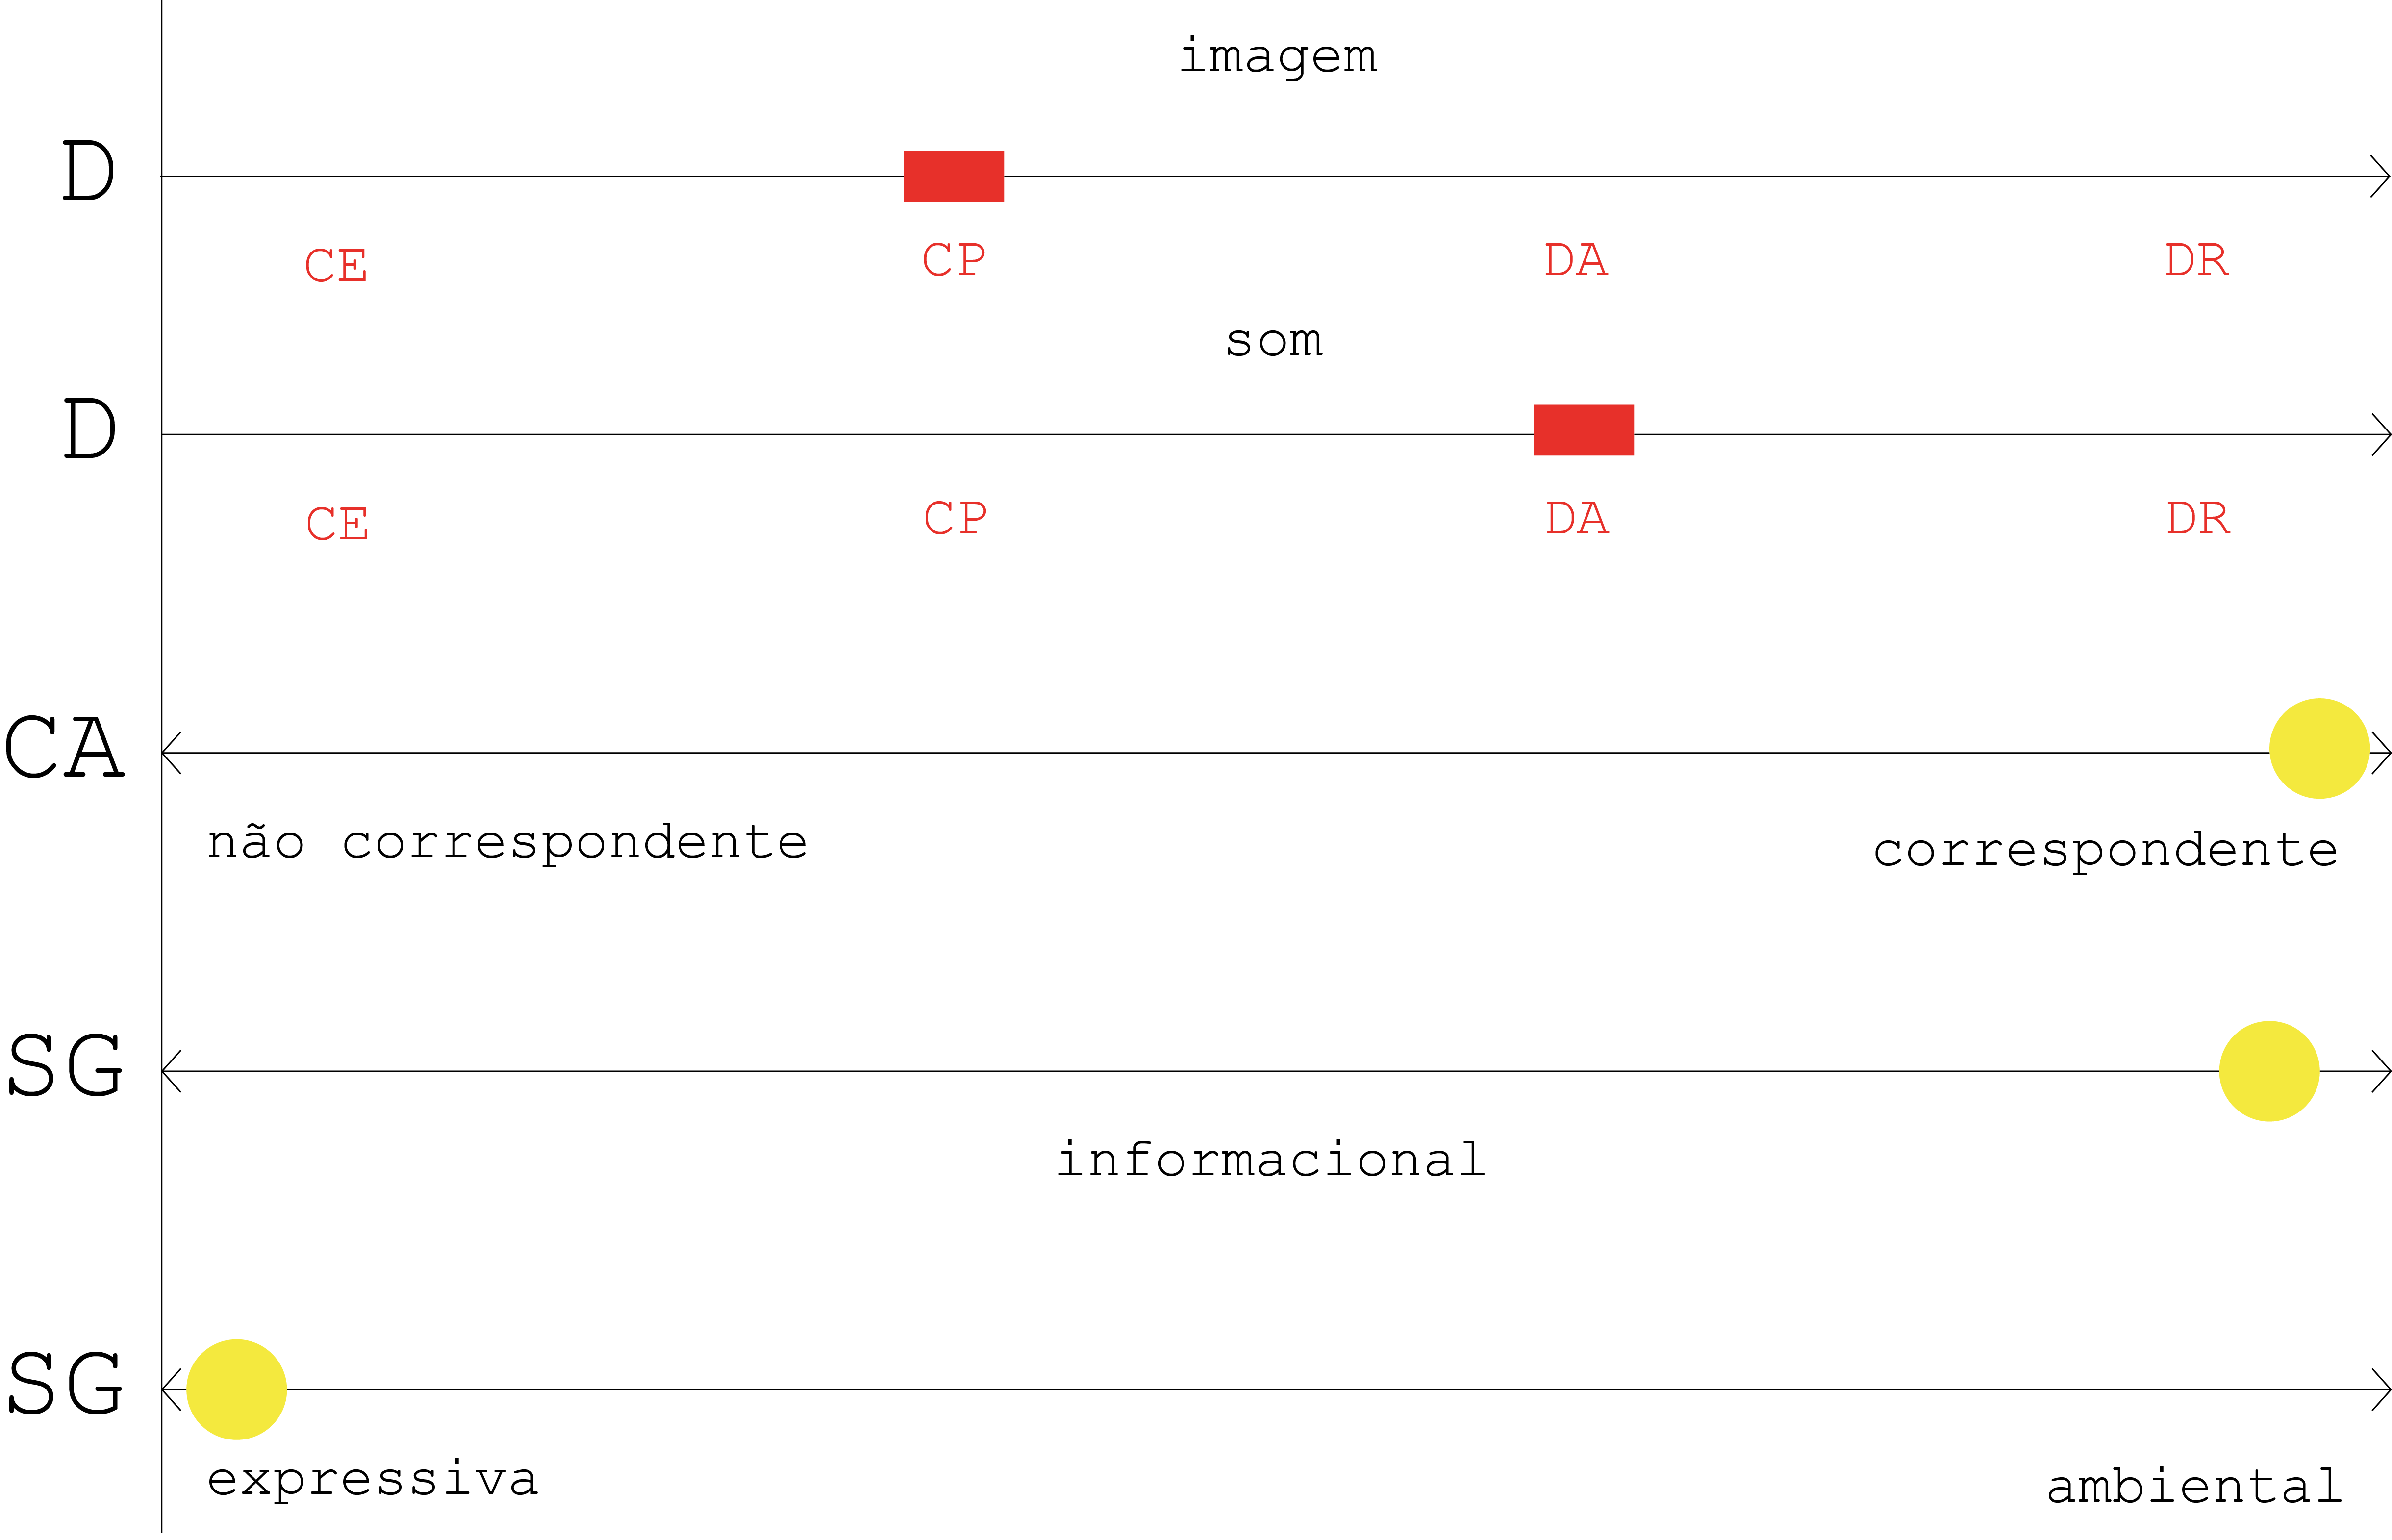 imagem
D
CE CP DA DR
som
D
CE CP DA DR
CA
não correspondente correspondente
SG
informacional
SG
expressiva ambiental